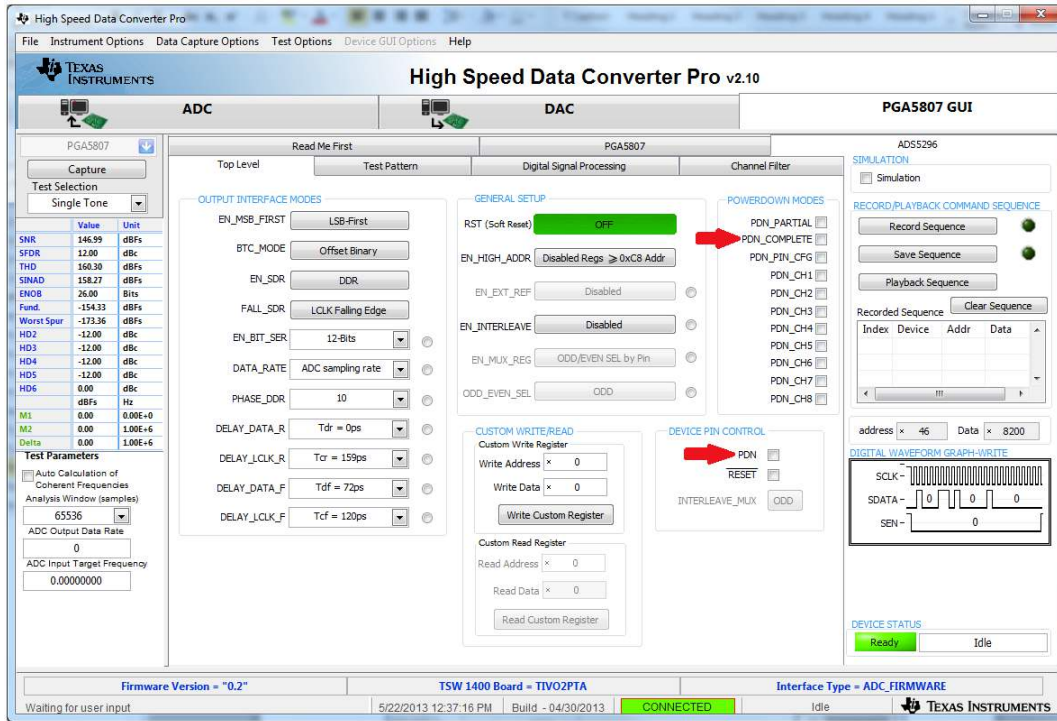 High Speed Data Converter Pro
File Instrument Options Data Capture Options Test Options Device GUI Options Help
TEXAS INSTRUMENTS
High Speed Data Converter Pro v2.10
ADC
DAC
PGA5807 GUI
PGA5807
Capture
Test Selection
Single Tone
Value Unit
SNR 146.99 dBFs
SFDR 12.00 dBc
THD 160.30 dBFs
SINAD 158.27 dBFs
ENOB 26.00 Bits
Fund. -154.33 dBFs
Worst Spur -173.36 dBFs
HD2 -12.00 dBc
HD3 -12.00 dBc
HD4 -12.00 dBc
HD5 -12.00 dBc
HD6 0.00 dBc
dBFs Hz
M1 0.00 0.00E+0
M2 0.00 1.00E+6
Delta 0.00 1.00E+6
Test Parameters
Auto Calculation of
Coherent Frequencies
Analysis Window (samples)
65536
ADC Output Data Rate
0
ADC Input Target Frequency
0.00000000
Read Me First
PGA5807
ADS5296
Top Level
Test Pattern
Digital Signal Processing
Channel Filter
OUTPUT INTERFACE MODES
EN_MSB_FIRST LSB-First
BTC_MODE Offset Binary
EN_SDR DDR
FALL_SDR LCLK Falling Edge
EN_BIT_SER 12-Bits
DATA_RATE ADC sampling rate
PHASE_DDR 10
DELAY_DATA_R Tdr = 0ps
DELAY_LCLK_R Tcr = 159ps
DELAY_DATA_F Tdf = 72ps
DELAY_LCLK_F Tcf = 120ps
GENERAL SETUP
RST (Soft Reset) OFF
EN_HIGH_ADDR Disabled Regs ⩾ 0xC8 Addr
EN_EXT_REF Disabled
EN_INTERLEAVE Disabled
EN_MUX_REG ODD/EVEN SEL by Pin
ODD_EVEN_SEL ODD
POWERDOWN MODES
PDN_PARTIAL
PDN_COMPLETE
PDN_PIN_CFG
PDN_CH1
PDN_CH2
PDN_CH3
PDN_CH4
PDN_CH5
PDN_CH6
PDN_CH7
PDN_CH8
CUSTOM WRITE/READ
Custom Write Register
Write Address × 0
Write Data × 0
Write Custom Register
Custom Read Register
Read Address × 0
Read Data × 0
Read Custom Register
DEVICE PIN CONTROL
PDN
RESET
INTERLEAVE_MUX ODD
SIMULATION
Simulation
RECORD/PLAYBACK COMMAND SEQUENCE
Record Sequence
Save Sequence
Playback Sequence
Recorded Sequence Clear Sequence
Index Device Addr Data
address × 46 Data × 8200
DIGITAL WAVEFORM GRAPH-WRITE
SCLK
SDATA 0 0 0
SEN 0
DEVICE STATUS
Ready Idle
Firmware Version = "0.2"
TSW 1400 Board = TIVO2PTA
Interface Type = ADC_FIRMWARE
Waiting for user input
5/22/2013 12:37:16 PM
Build - 04/30/2013
CONNECTED
Idle
TEXAS INSTRUMENTS